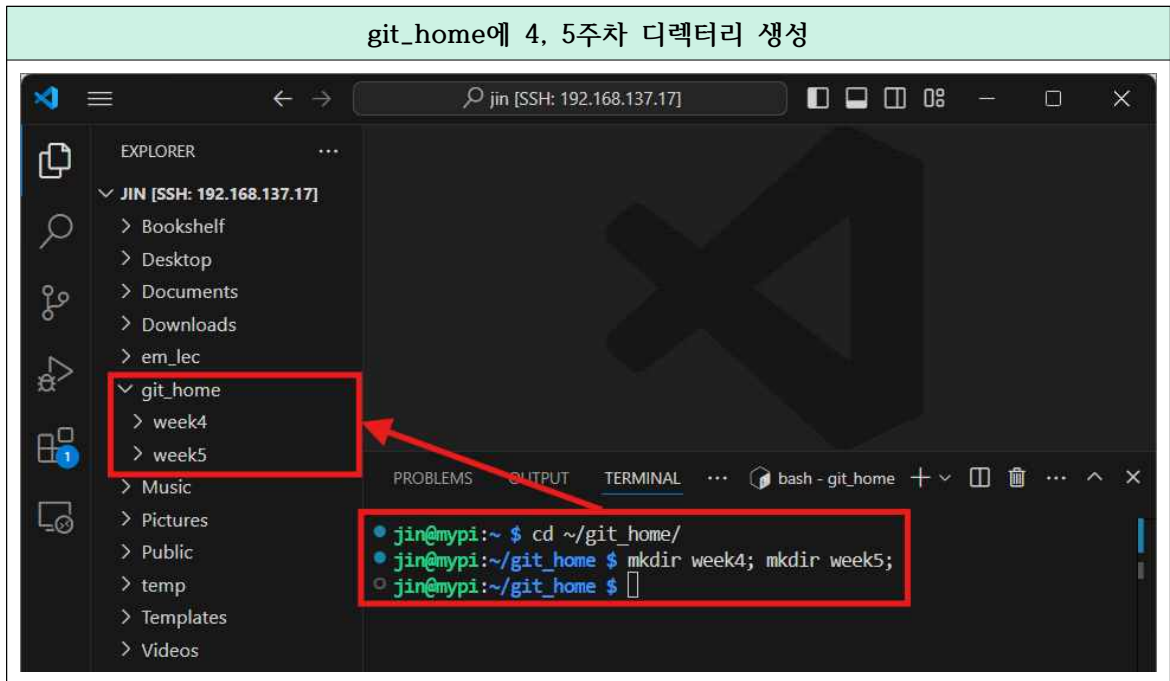 git_home에 4, 5주차 디렉터리 생성
jin [SSH: 192.168.137.17]
EXPLORER
JIN [SSH: 192.168.137.17]
Bookshelf
Desktop
Documents
Downloads
em_lec
git_home
week4
week5
Music
Pictures
Public
temp
Templates
Videos
1
PROBLEMS OUTPUT TERMINAL ... bash - git_home
jin@mypi:~ $ cd ~/git_home/
jin@mypi:~/git_home $ mkdir week4; mkdir week5;
jin@mypi:~/git_home $